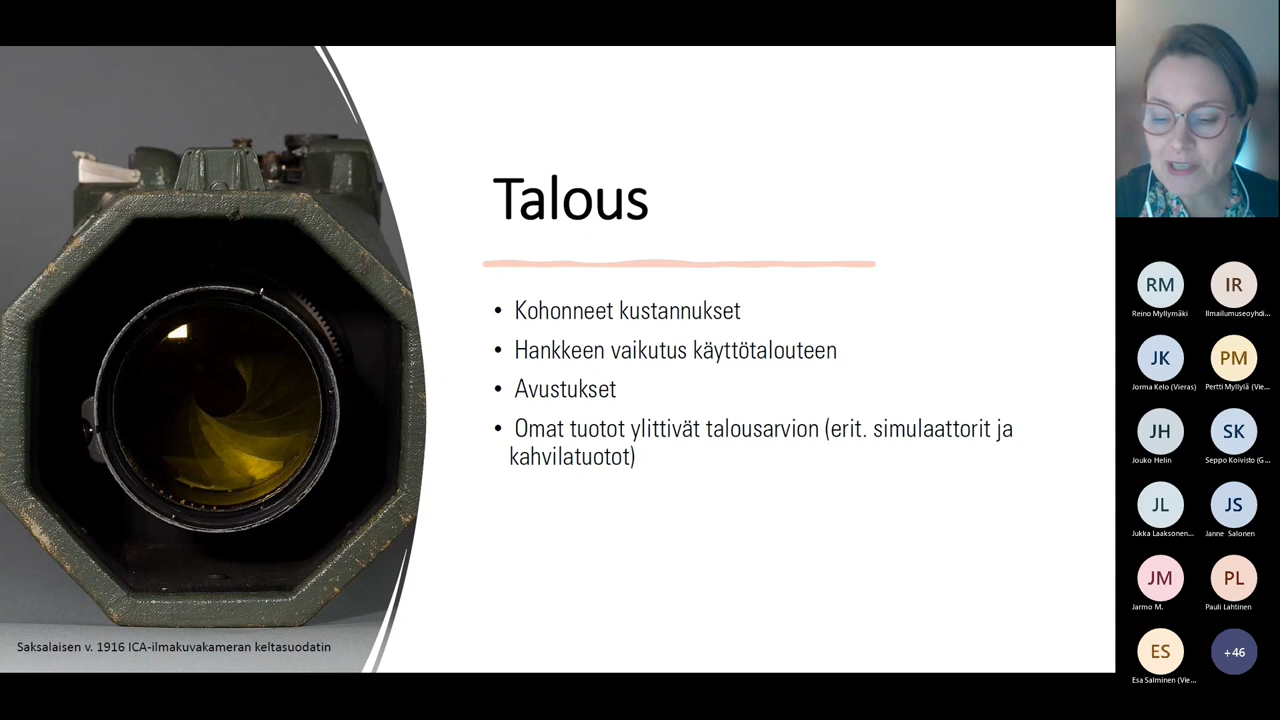 Talous
• Kohonneet kustannukset
• Hankkeen vaikutus käyttötalouteen
• Avustukset
• Omat tuotot ylittivät talousarvion (erit. simulaattorit ja
kahvilatuotot)
Saksalaisen v. 1916 ICA-ilmakuvakameran keltasuodatin
RM
Reino Myllymäki
IR
Ilmailumuseoyhdi...
JK
Jorma Kelo (Vieras)
PM
Pertti Myllylä (Vie...
JH
Jouko Helin
SK
Seppo Koivisto (G...
JL
Jukka Laaksonen...
JS
Janne Salonen
JM
Jarmo M.
PL
Pauli Lahtinen
ES
Esa Salminen (Vie...
+46